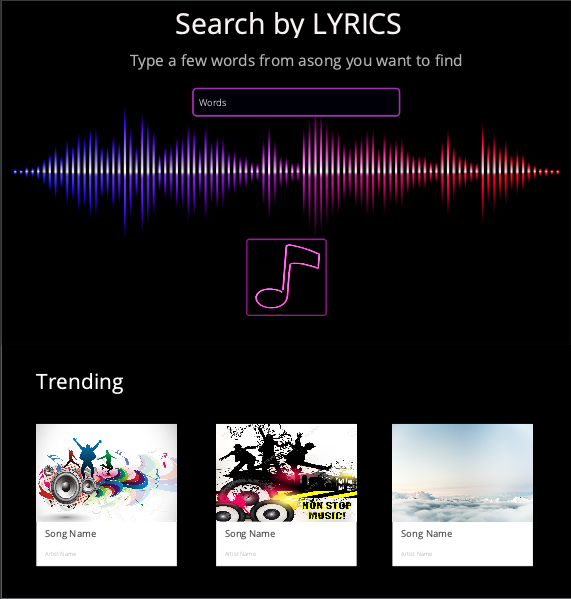 Search by LYRICS
Type a few words from asong you want to find
Words
Trending
NON STOP
MUSIC!
Song Name
Artist Name
Song Name
Artist Name
Song Name
Artist Name